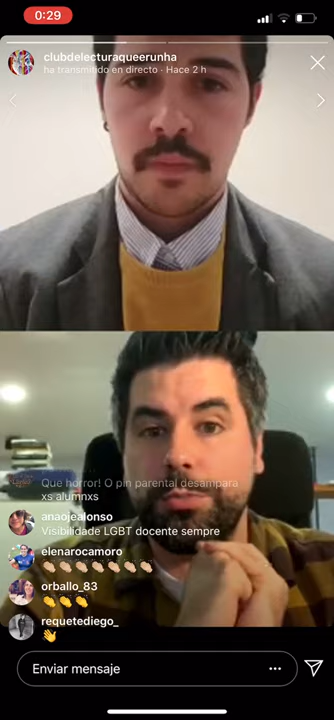 0:29
clubdelecturaqueerunha
ha transmitido en directo · Hace 2 h
Que horror! O pin parental desampara
xs alumnxs
anaojealonso
Visibilidade LGBT docente sempre
elenarocamoro
👏🏼👏🏼👏🏼👏🏼👏🏼👏🏼👏🏼
orballo_83
👏👏👏
requetediego_
👋
Enviar mensaje